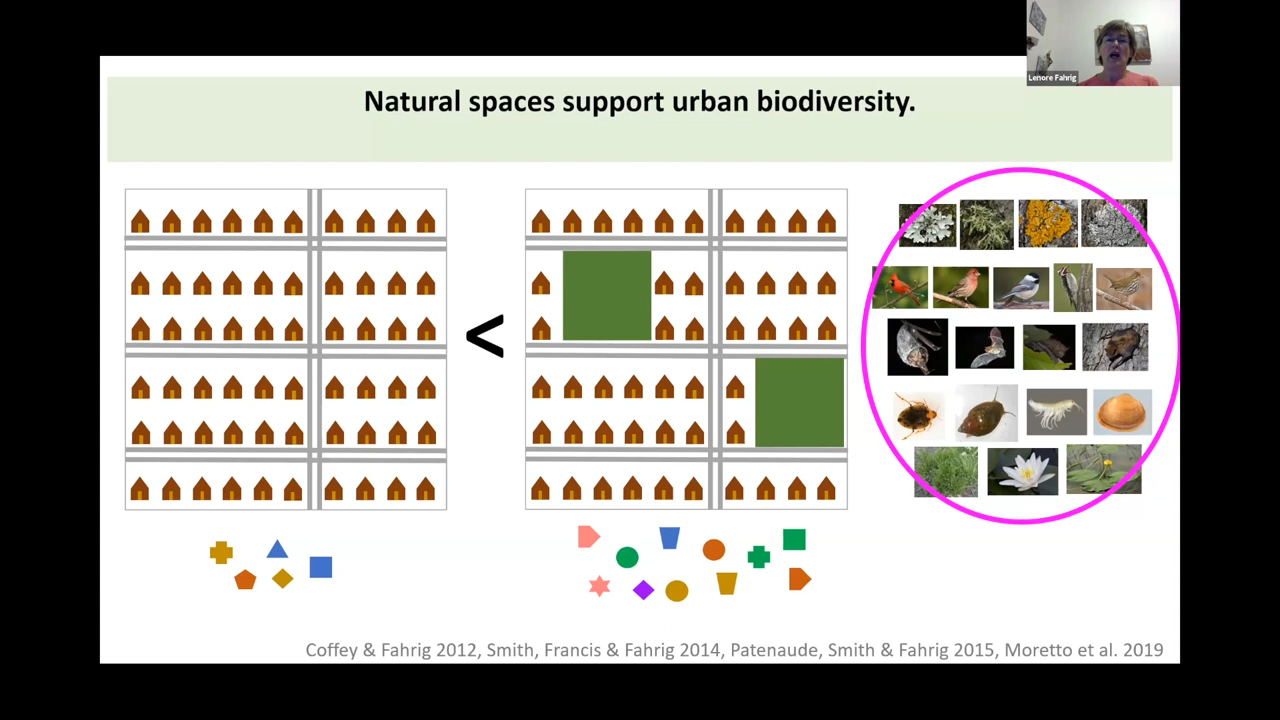 Lenore Fahrig
Natural spaces support urban biodiversity.
<
Coffey & Fahrig 2012, Smith, Francis & Fahrig 2014, Patenaude, Smith & Fahrig 2015, Moretto et al. 2019